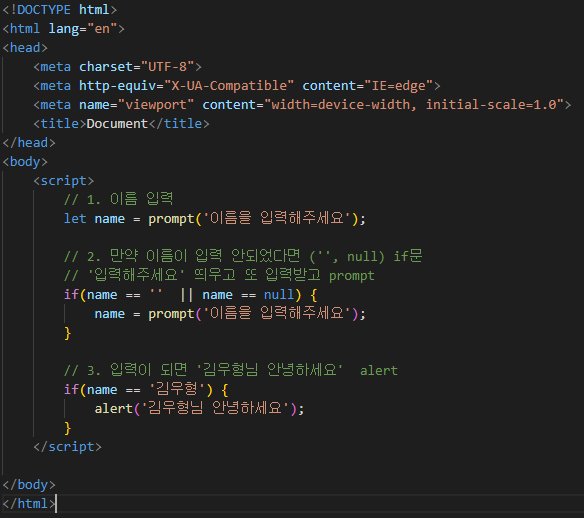 <!DOCTYPE html>
<html lang="en">
<head>
    <meta charset="UTF-8">
    <meta http-equiv="X-UA-Compatible" content="IE=edge">
    <meta name="viewport" content="width=device-width, initial-scale=1.0">
    <title>Document</title>
</head>
<body>
    <script>
        // 1. 이름 입력
        let name = prompt('이름을 입력해주세요');

        // 2. 만약 이름이 입력 안되었다면 ('', null) if문
        // '입력해주세요' 띄우고 또 입력받고 prompt
        if(name == ''  || name == null) {
            name = prompt('이름을 입력해주세요');
        }

        // 3. 입력이 되면 '김우형님 안녕하세요'  alert
        if(name == '김우형') {
            alert('김우형님 안녕하세요');
        }
    </script>

</body>
</html>